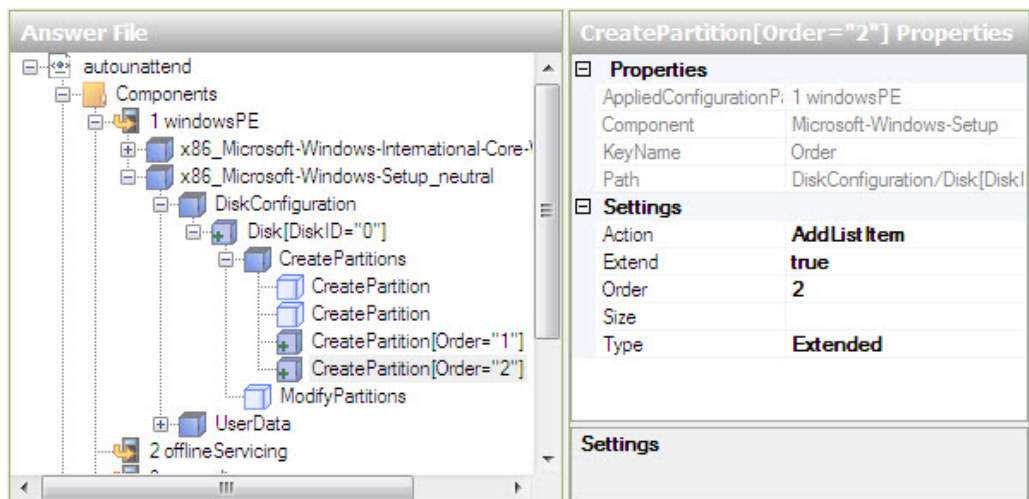 Answer File
autounattend
Components
1 windowsPE
x86_Microsoft-Windows-International-Core-
x86_Microsoft-Windows-Setup_neutral
DiskConfiguration
Disk[DiskID="0"]
CreatePartitions
CreatePartition
CreatePartition
CreatePartition[Order="1"]
CreatePartition[Order="2"]
ModifyPartitions
UserData
2 offlineServicing
CreatePartition[Order="2"] Properties
Properties
AppliedConfigurationPa 1 windowsPE
Component Microsoft-Windows-Setup
KeyName Order
Path DiskConfiguration/Disk[DiskI
Settings
Action AddListItem
Extend true
Order 2
Size
Type Extended
Settings